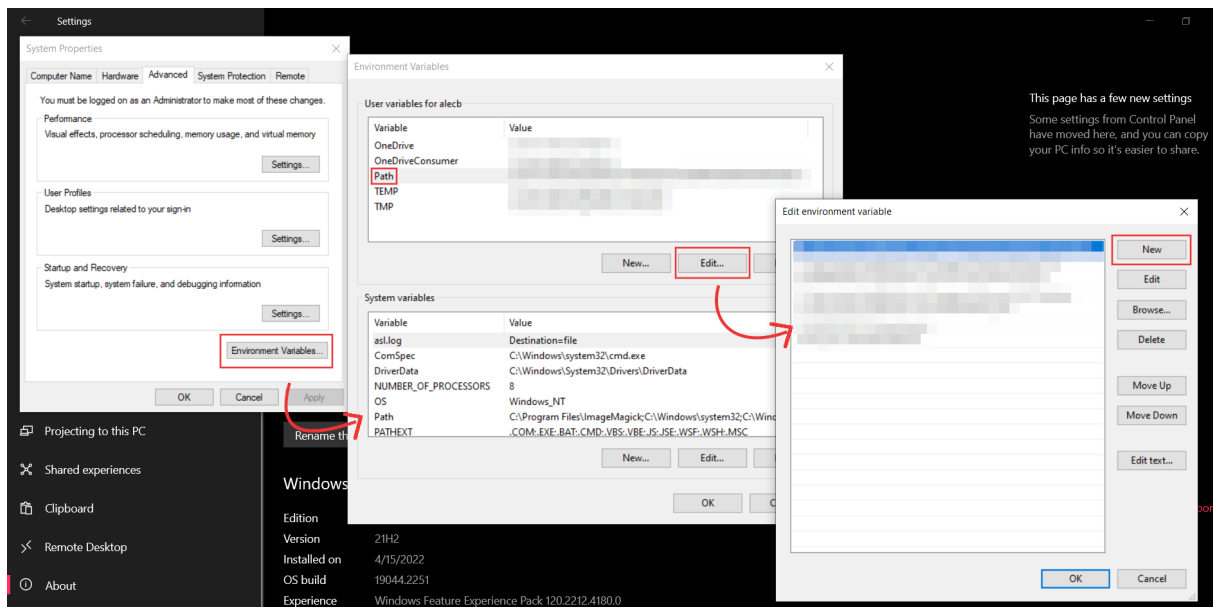 Settings
System Properties
Computer Name Hardware Advanced System Protection Remote
You must be logged on as an Administrator to make most of these changes.
Performance
Visual effects, processor scheduling, memory usage, and virtual memory
Settings...
User Profiles
Desktop settings related to your sign-in
Settings...
Startup and Recovery
System startup, system failure, and debugging information
Settings...
Environment Variables...
OK Cancel Apply
Projecting to this PC
Shared experiences
Clipboard
Remote Desktop
About
Rename th
Windows
Edition
Version 21H2
Installed on 4/15/2022
OS build 19044.2251
Experience Windows Feature Experience Pack 120.2212.4180.0
Environment Variables
User variables for alecb
Variable Value
OneDrive
OneDriveConsumer
Path
TEMP
TMP
New... Edit...
System variables
Variable Value
asl.log Destination=file
ComSpec C:\Windows\system32\cmd.exe
DriverData C:\Windows\System32\Drivers\DriverData
NUMBER_OF_PROCESSORS 8
OS Windows_NT
Path C:\Program Files\ImageMagick;C:\Windows\system32;C:\Winc
PATHEXT .COM;.EXE;.BAT;.CMD;.VBS;.VBE;.JS;.JSE;.WSF;.WSH;.MSC
New... Edit...
OK C
This page has a few new settings
Some settings from Control Panel
have moved here, and you can copy
your PC info so it's easier to share.
Edit environment variable
New
Edit
Browse...
Delete
Move Up
Move Down
Edit text...
OK Cancel